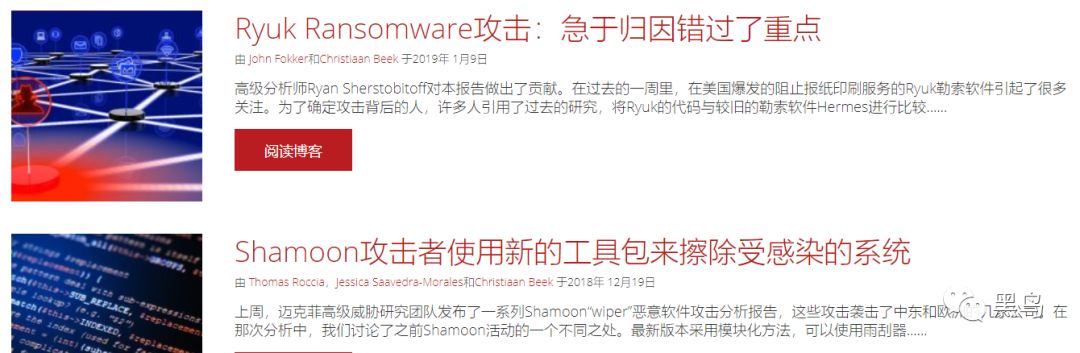 Ryuk Ransomware攻击：急于归因错过了重点
由 John Fokker和Christiaan Beek 于2019年 1月9日
高级分析师Ryan Sherstobitoff对本报告做出了贡献。在过去的一周里，在美国爆发的阻止报纸印刷服务的Ryuk勒索软件引起了很多
关注。为了确定攻击背后的人，许多人引用了过去的研究，将Ryuk的代码与较旧的勒索软件Hermes进行比较......
阅读博客
Shamoon攻击者使用新的工具包来擦除受感染的系统
由 Thomas Roccia，Jessica Saavedra-Morales和Christiaan Beek 于2018年 12月19日
上周，迈克菲高级威胁研究团队发布了一系列Shamoon“wiper”恶意软件攻击分析报告，这些攻击袭击了中东和欧 几家公司 在
那次分析中，我们讨论了之前Shamoon活动的一个不同之处。最新版本采用模块化方法，可以使用雨刮器......
黑鸟